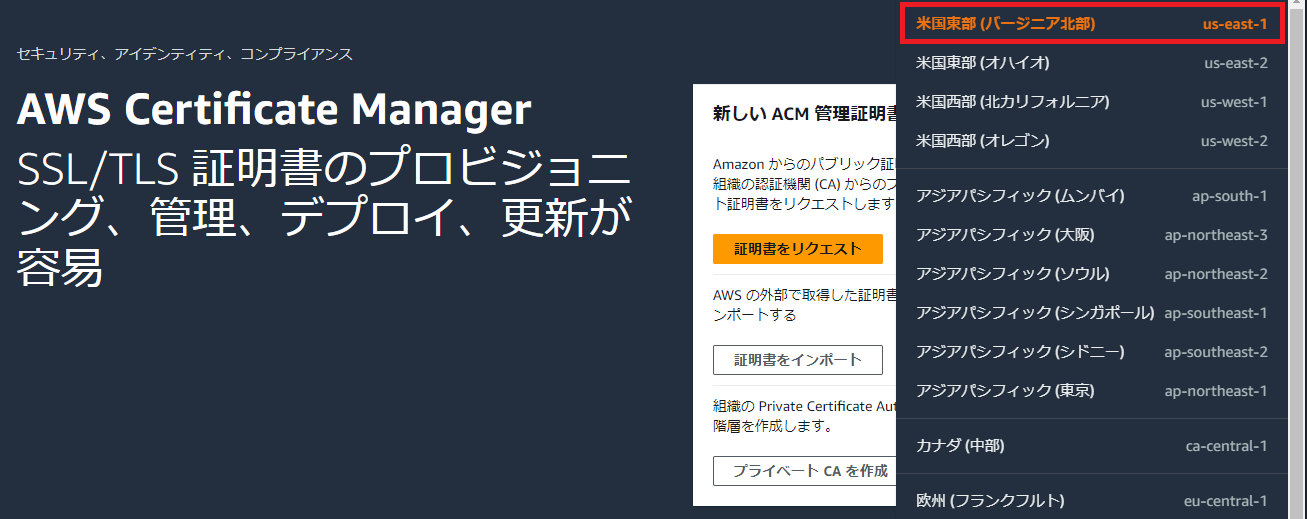 セキュリティ、アイデンティティ、コンプライアンス
AWS Certificate Manager
SSL/TLS 証明書のプロビジョニ
ング、管理、デプロイ、更新が
容易
新しい ACM 管理証明書
Amazon からのパブリック証
組織の認証機関 (CA) からのプ
ト証明書をリクエストします
証明書をリクエスト
AWS の外部で取得した証明書
ンポートする
証明書をインポート
組織の Private Certificate Aut
階層を作成します。
プライベート CA を作成
米国東部 (バージニア北部) us-east-1
米国東部 (オハイオ) us-east-2
米国西部 (北カリフォルニア) us-west-1
米国西部 (オレゴン) us-west-2
アジアパシフィック (ムンバイ) ap-south-1
アジアパシフィック (大阪) ap-northeast-3
アジアパシフィック (ソウル) ap-northeast-2
アジアパシフィック (シンガポール) ap-southeast-1
アジアパシフィック (シドニー) ap-southeast-2
アジアパシフィック (東京) ap-northeast-1
カナダ (中部) ca-central-1
欧州 (フランクフルト) eu-central-1